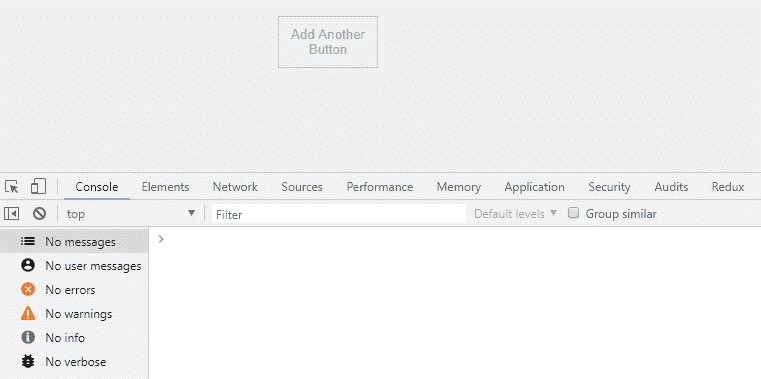 Add Another
Button
Console Elements Network Sources Performance Memory Application Security Audits Redux
top Filter Default levels Group similar
No messages
No user messages
No errors
No warnings
No info
No verbose